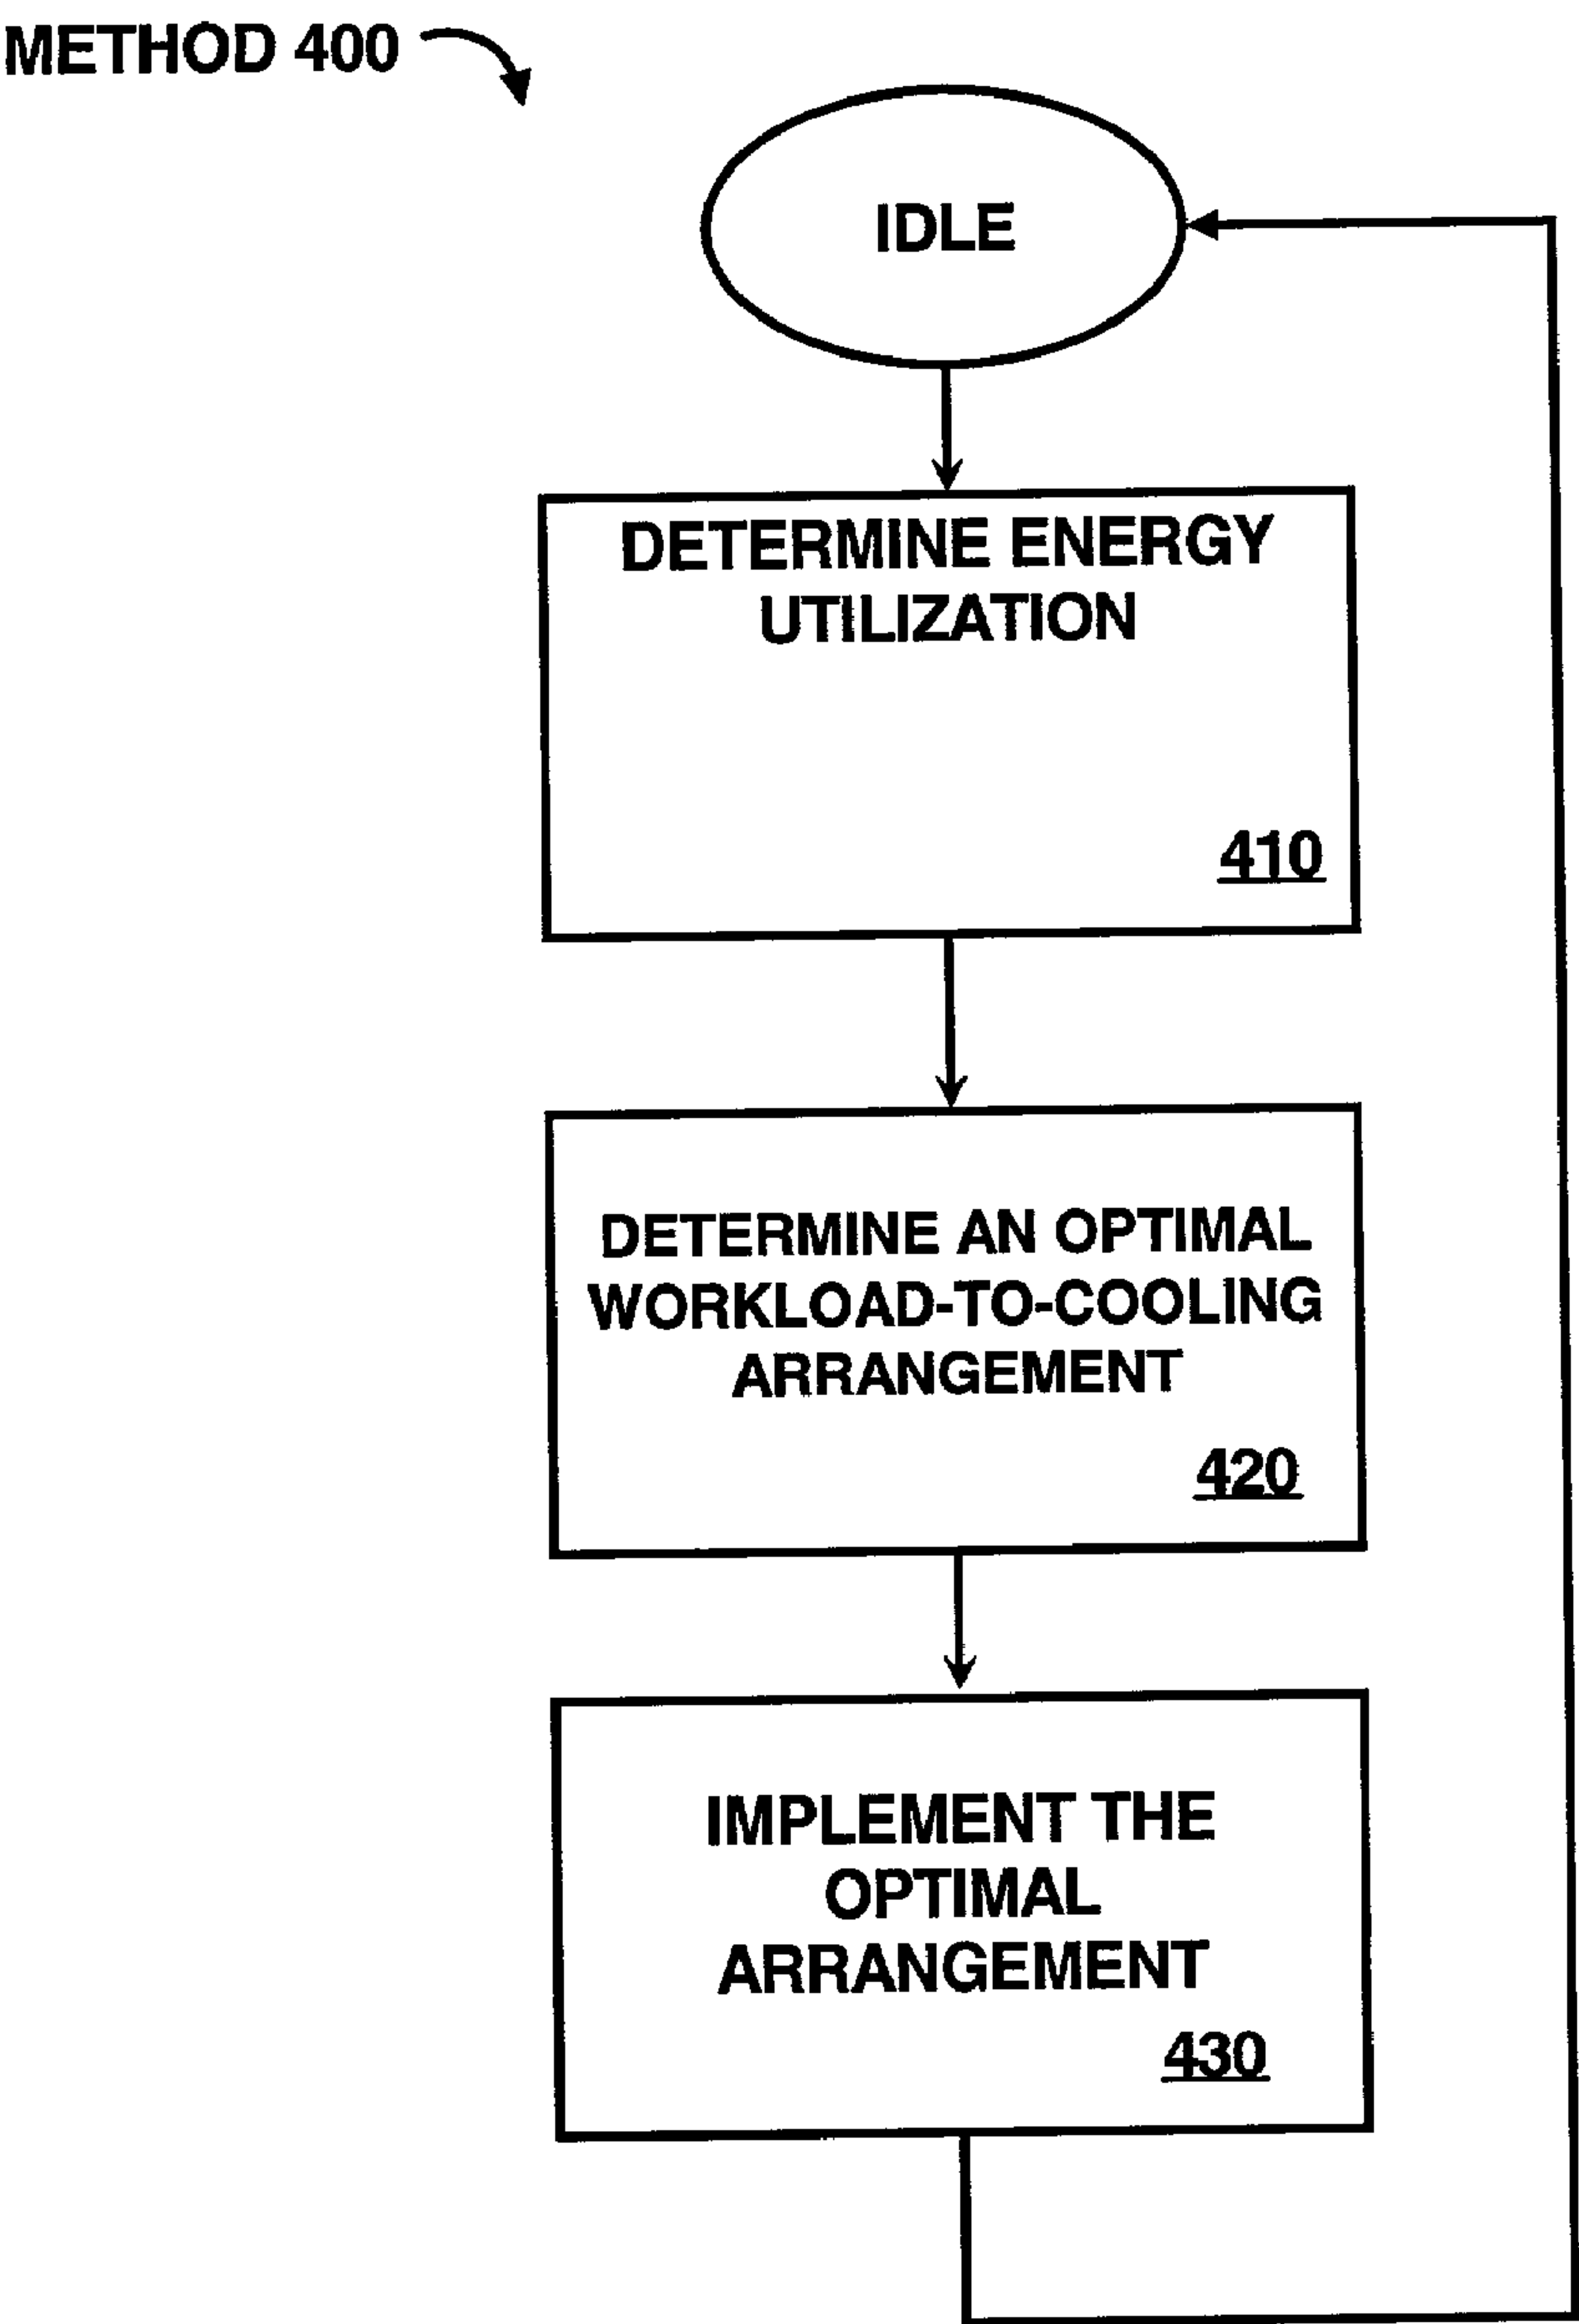 METHOD 400
IDLE
DETERMINE ENERGY
UTILIZATION
410
DETERMINE AN OPTIMAL
WORKLOAD-TO-COOLING
ARRANGEMENT
420
IMPLEMENT THE
OPTIMAL
ARRANGEMENT
430